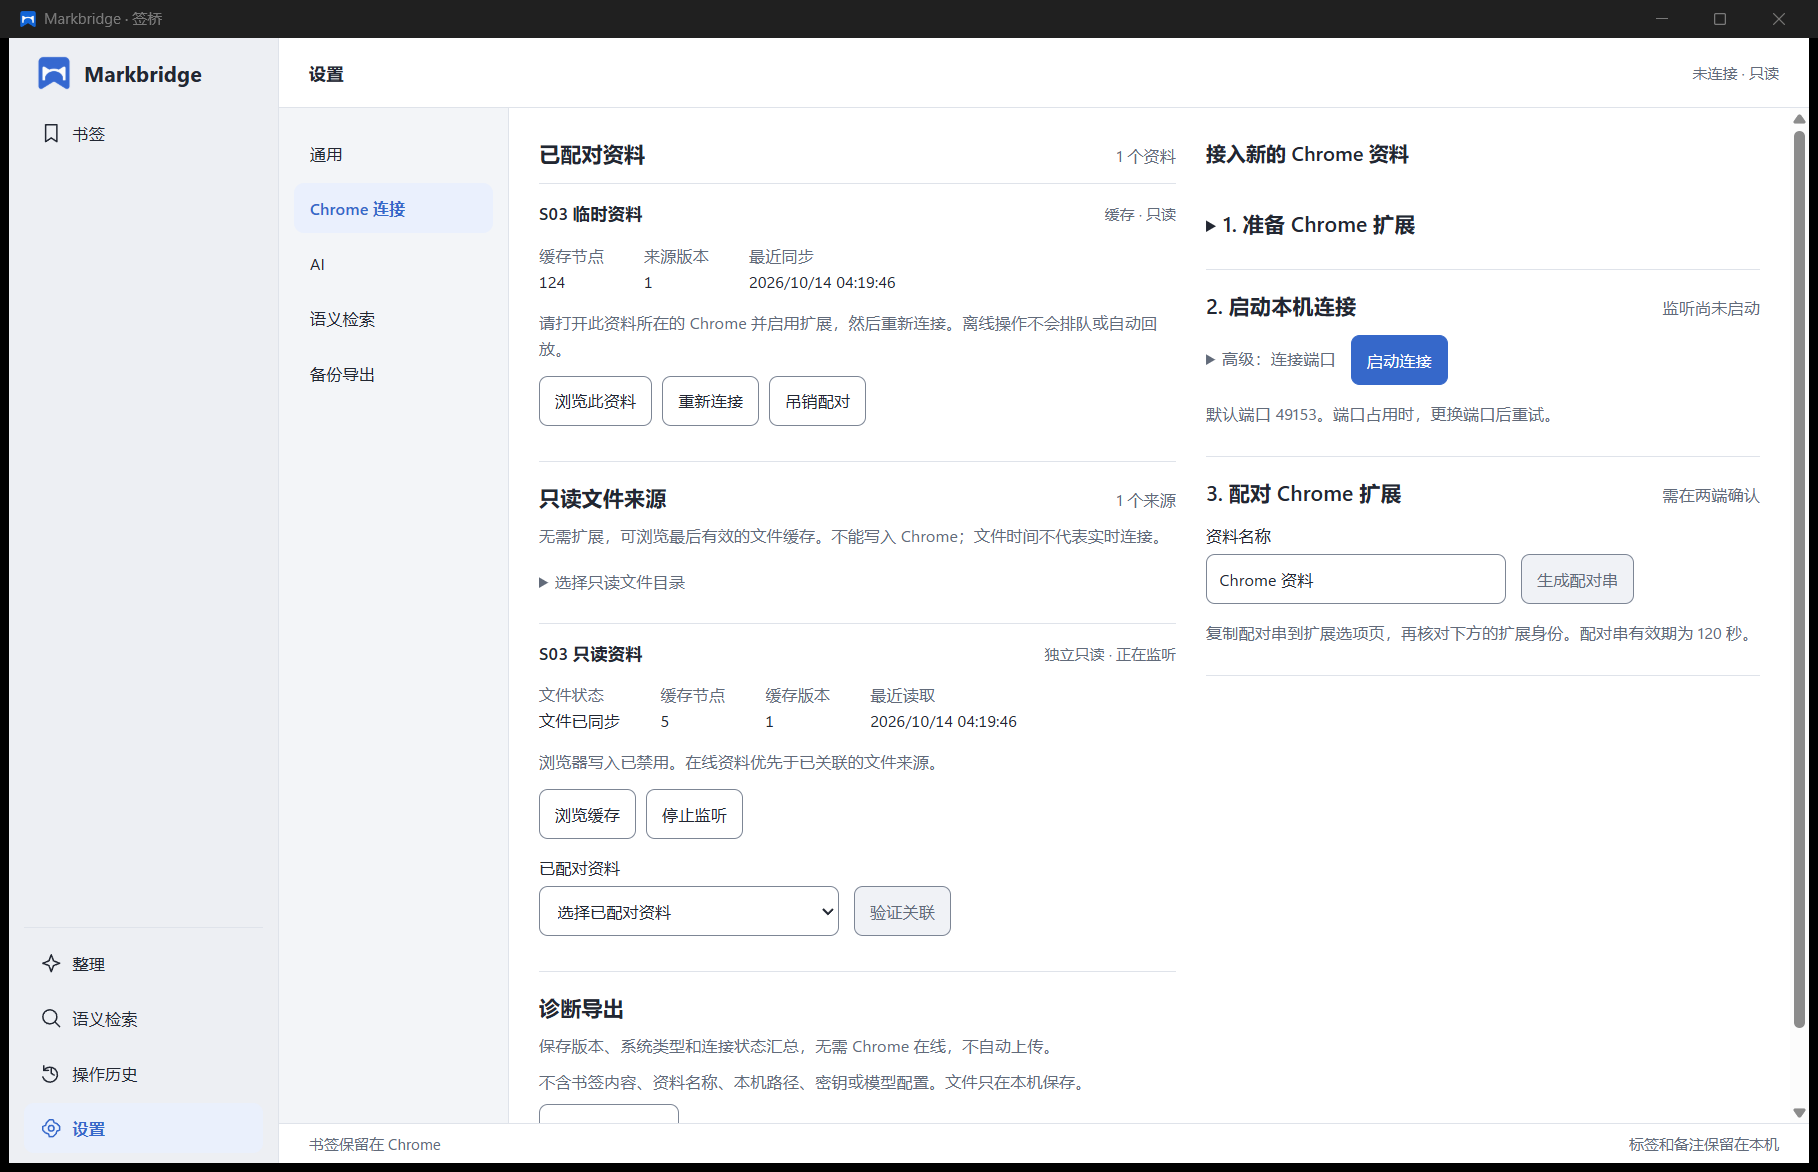 Markbridge · 签桥
Markbridge
书签
整理
语义检索
操作历史
设置
设置
未连接 · 只读
通用
Chrome 连接
AI
语义检索
备份导出
已配对资料
1 个资料
S03 临时资料
缓存 · 只读
缓存节点 来源版本 最近同步
124 1 2026/10/14 04:19:46
请打开此资料所在的 Chrome 并启用扩展，然后重新连接。离线操作不会排队或自动回
放。
浏览此资料 重新连接 吊销配对
只读文件来源
1 个来源
无需扩展，可浏览最后有效的文件缓存。不能写入 Chrome；文件时间不代表实时连接。
选择只读文件目录
S03 只读资料
独立只读 · 正在监听
文件状态 缓存节点 缓存版本 最近读取
文件已同步 5 1 2026/10/14 04:19:46
浏览器写入已禁用。在线资料优先于已关联的文件来源。
浏览缓存 停止监听
已配对资料
选择已配对资料 验证关联
诊断导出
保存版本、系统类型和连接状态汇总，无需 Chrome 在线，不自动上传。
不含书签内容、资料名称、本机路径、密钥或模型配置。文件只在本机保存。
接入新的 Chrome 资料
1. 准备 Chrome 扩展
2. 启动本机连接
监听尚未启动
高级：连接端口 启动连接
默认端口 49153。端口占用时，更换端口后重试。
3. 配对 Chrome 扩展
需在两端确认
资料名称
Chrome 资料 生成配对串
复制配对串到扩展选项页，再核对下方的扩展身份。配对串有效期为 120 秒。
书签保留在 Chrome
标签和备注保留在本机